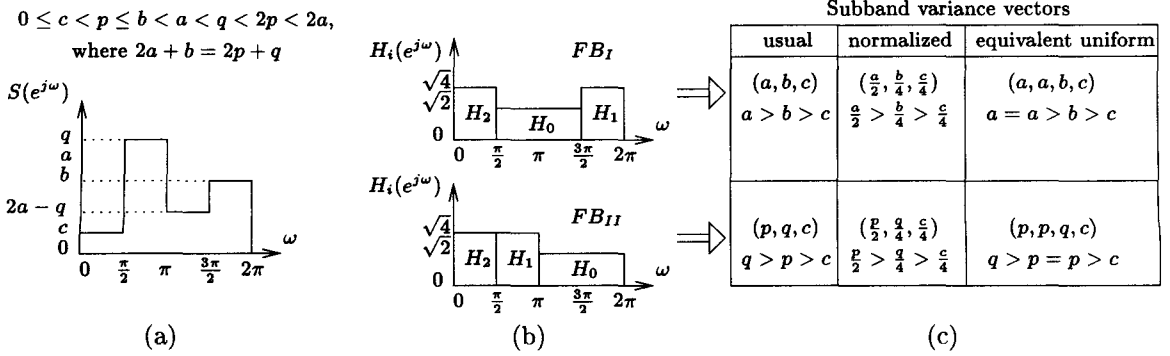 0 ≤ c < p ≤ b < a < q < 2p < 2a,
where 2a + b = 2p + q
S(e^{jω})
q
a
b
2a − q
c
0
ω
0 π/2 π 3π/2 2π
(a)
H_i(e^{jω}) FB_I
√4
√2
0
H_2 H_0 H_1
ω
0 π/2 π 3π/2 2π
H_i(e^{jω}) FB_{II}
√4
√2
0
H_2 H_1 H_0
ω
0 π/2 π 3π/2 2π
(b)
Subband variance vectors
usual normalized equivalent uniform
(a, b, c) (a/2, b/4, c/4) (a, a, b, c)
a > b > c a/2 > b/4 > c/4 a = a > b > c
(p, q, c) (p/2, q/4, c/4) (p, p, q, c)
q > p > c p/2 > q/4 > c/4 q > p = p > c
(c)